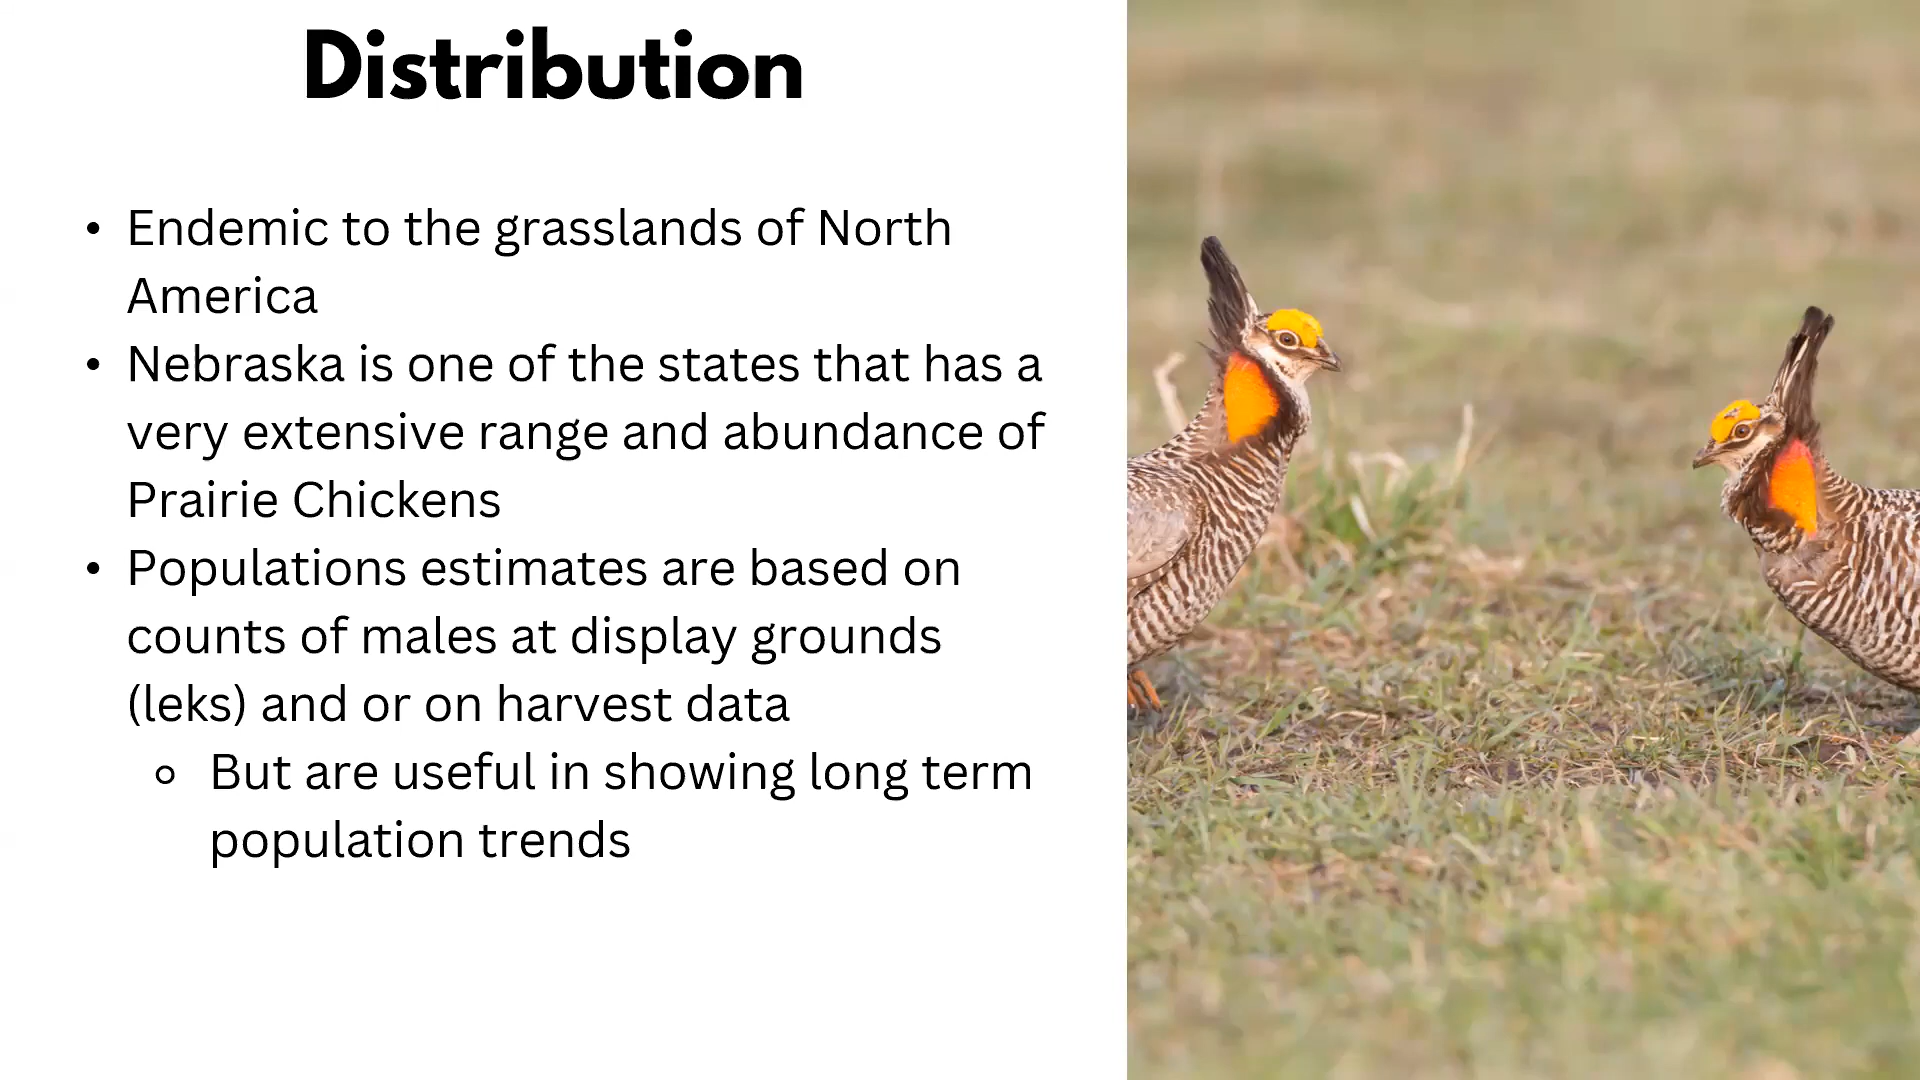 Distribution
• Endemic to the grasslands of North
America
• Nebraska is one of the states that has a
very extensive range and abundance of
Prairie Chickens
• Populations estimates are based on
counts of males at display grounds
(leks) and or on harvest data
◦ But are useful in showing long term
population trends